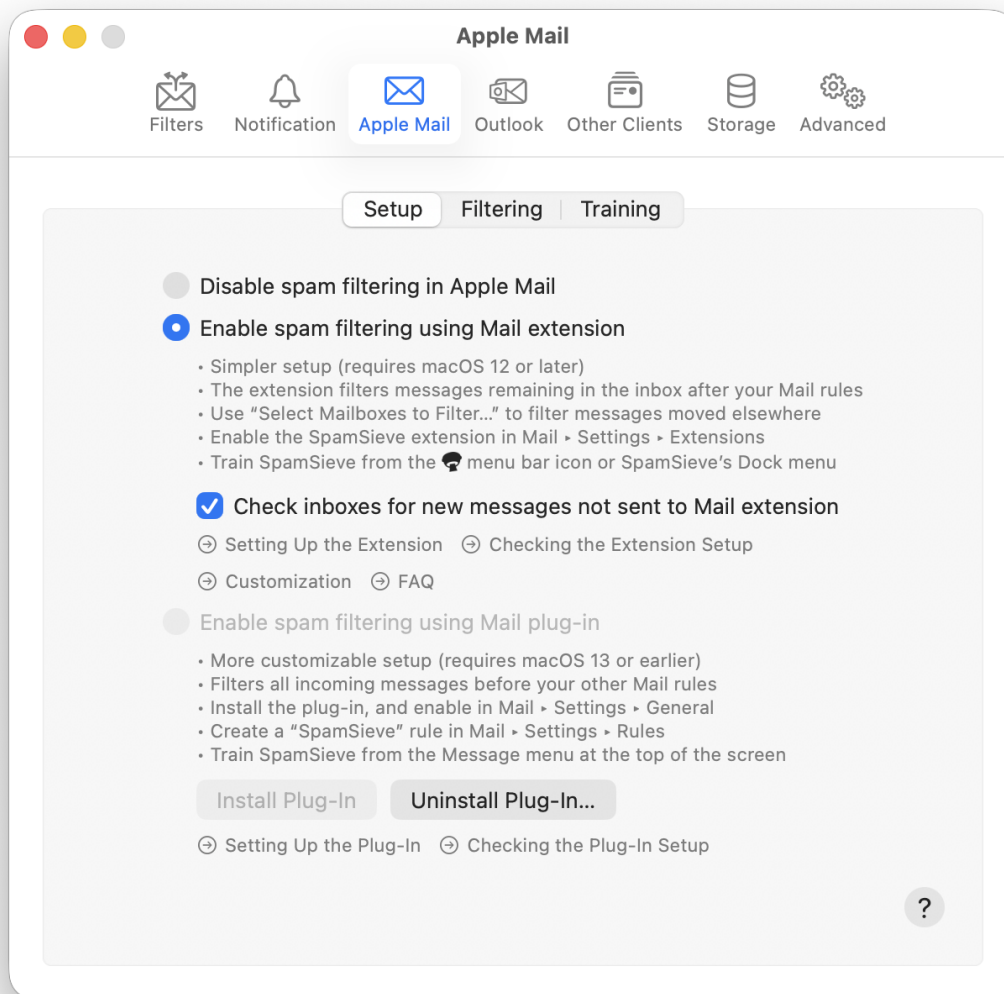 Apple Mail
Filters Notification Apple Mail Outlook Other Clients Storage Advanced
Setup Filtering Training
Disable spam filtering in Apple Mail
Enable spam filtering using Mail extension
• Simpler setup (requires macOS 12 or later)
• The extension filters messages remaining in the inbox after your Mail rules
• Use “Select Mailboxes to Filter…” to filter messages moved elsewhere
• Enable the SpamSieve extension in Mail ▸ Settings ▸ Extensions
• Train SpamSieve from the menu bar icon or SpamSieve’s Dock menu
Check inboxes for new messages not sent to Mail extension
Setting Up the Extension Checking the Extension Setup
Customization FAQ
Enable spam filtering using Mail plug-in
• More customizable setup (requires macOS 13 or earlier)
• Filters all incoming messages before your other Mail rules
• Install the plug-in, and enable in Mail ▸ Settings ▸ General
• Create a “SpamSieve” rule in Mail ▸ Settings ▸ Rules
• Train SpamSieve from the Message menu at the top of the screen
Install Plug-In Uninstall Plug-In...
Setting Up the Plug-In Checking the Plug-In Setup
?